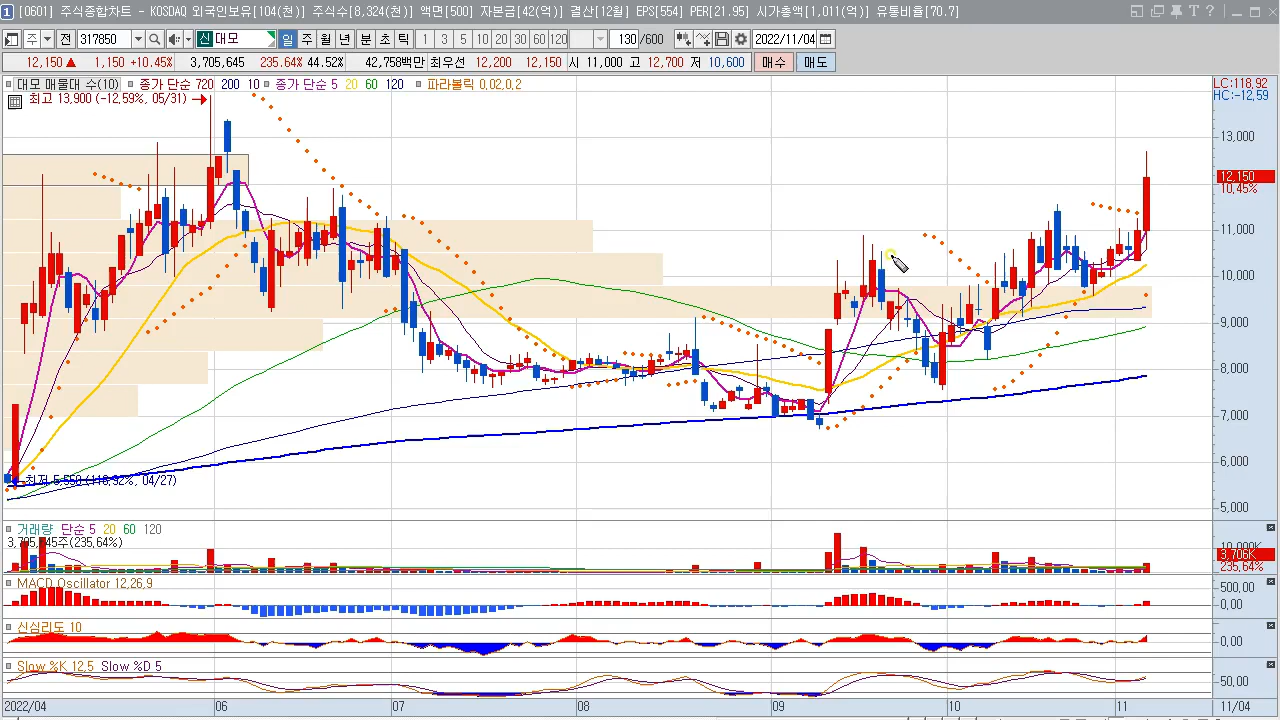 1 [0601] 주식종합차트 - KOSDAQ 외국인보유[104(천)] 주식수[8,324(천)] 액면[500] 자본금[42(억)] 결산[12월] EPS[554] PER[21.95] 시가총액[1,011(억)] 유통비율[70.7]
주 전 317850 신 대모 일 주 월 년 분 초 틱 1 3 5 10 20 30 60 120 130 /600 2022/11/04
12,150 ▲ 1,150 +10.45% 3,705,645 235.64% 44.52% 42,758백만 최우선 12,200 12,150 시 11,000 고 12,700 저 10,600 매수 매도
대모 매물대 수(10) 종가 단순 720 200 10 종가 단순 5 20 60 120 파라볼릭 0.02,0.2
LC:118.92
HC:-12.59
최고 13,900 (-12.59%, 05/31) →
13,000
12,150
10.45%
11,000
10,000
9,000
8,000
7,000
6,000
5,000
최저 5,550 (118.92%, 04/27)
거래량 단순 5 20 60 120
3,705,645주(235.64%)
10,000K
3,706K
235.64%
MACD Oscillator 12,26,9
500.00
0.00
신심리도 10
0.00
Slow %K 12,5 Slow %D 5
50.00
2022/04 06 07 08 09 10 11 11/04